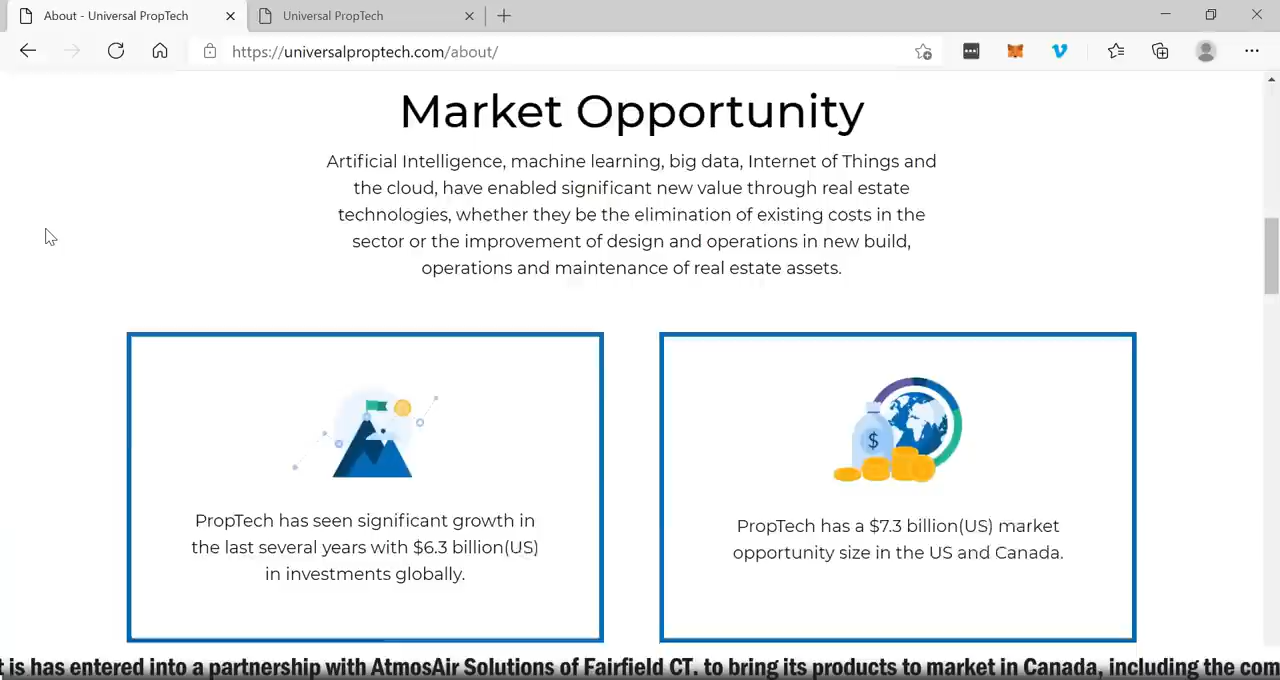 About - Universal PropTech
Universal PropTech
https://universalproptech.com/about/
Market Opportunity
Artificial Intelligence, machine learning, big data, Internet of Things and
the cloud, have enabled significant new value through real estate
technologies, whether they be the elimination of existing costs in the
sector or the improvement of design and operations in new build,
operations and maintenance of real estate assets.
$
PropTech has seen significant growth in
the last several years with $6.3 billion(US)
in investments globally.
PropTech has a $7.3 billion(US) market
opportunity size in the US and Canada.
t is has entered into a partnership with AtmosAir Solutions of Fairfield CT. to bring its products to market in Canada, including the com